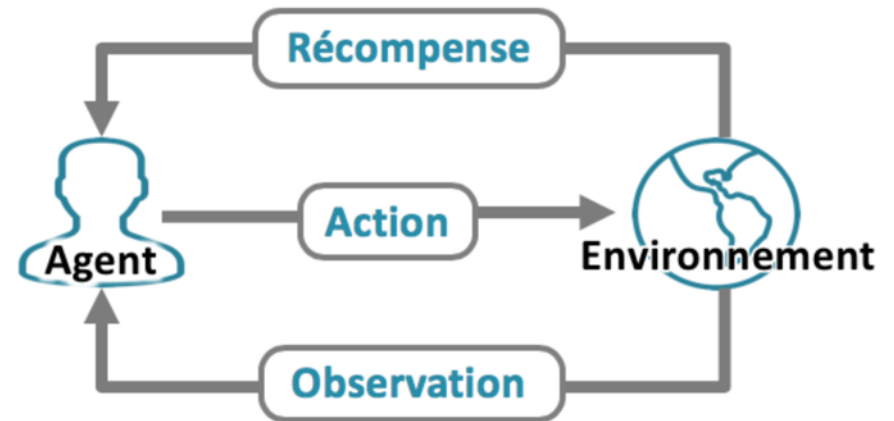 Récompense
Action
Agent
Environnement
Observation